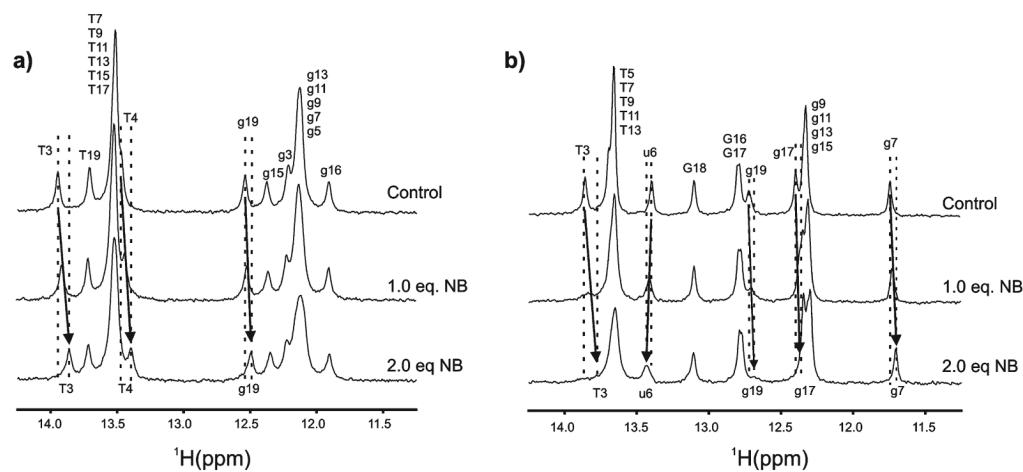 a)
T7
T9
T11
T13
T15
T17
T3
T19
T4
g19
g15
g3
g13
g11
g9
g7
g5
g16
Control
1.0 eq. NB
2.0 eq NB
T3
T4
g19
14.0 13.5 13.0 12.5 12.0 11.5
¹H(ppm)
b)
T5
T7
T9
T11
T13
T3
u6
G18
G16
G17
g19
g17
g9
g11
g13
g15
g7
Control
1.0 eq. NB
2.0 eq NB
T3
u6
g19
g17
g7
14.0 13.5 13.0 12.5 12.0 11.5
¹H(ppm)